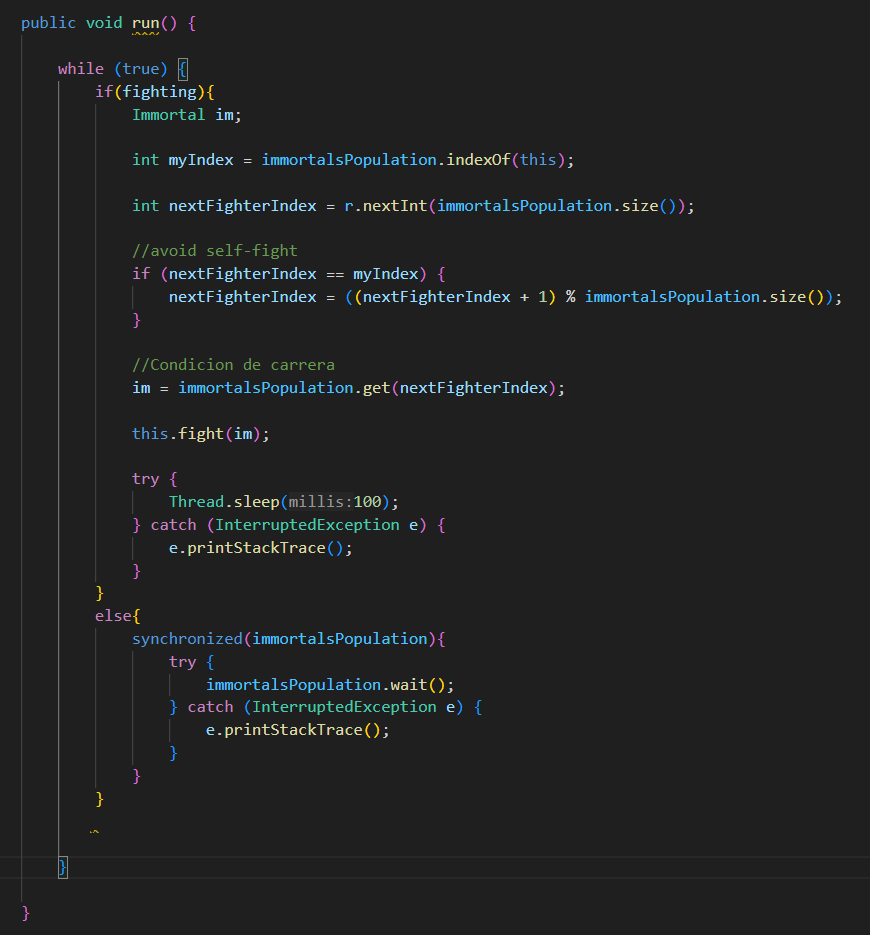 public void run() {
while (true) {
if(fighting){
Immortal im;
int myIndex = immortalsPopulation.indexOf(this);
int nextFighterIndex = r.nextInt(immortalsPopulation.size());
//avoid self-fight
if (nextFighterIndex == myIndex) {
nextFighterIndex = ((nextFighterIndex + 1) % immortalsPopulation.size());
}
//Condicion de carrera
im = immortalsPopulation.get(nextFighterIndex);
this.fight(im);
try {
Thread.sleep(millis:100);
} catch (InterruptedException e) {
e.printStackTrace();
}
}
else{
synchronized(immortalsPopulation){
try {
immortalsPopulation.wait();
} catch (InterruptedException e) {
e.printStackTrace();
}
}
}
}
}